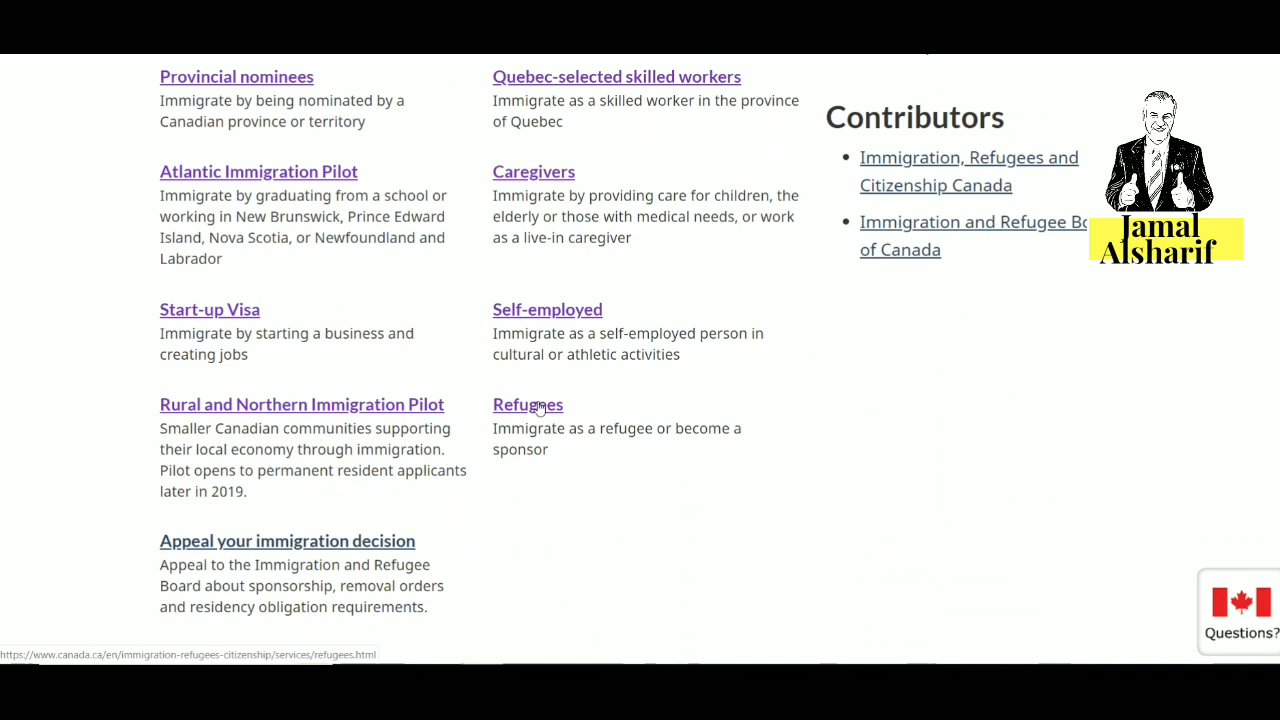 Provincial nominees
Immigrate by being nominated by a
Canadian province or territory
Quebec-selected skilled workers
Immigrate as a skilled worker in the province
of Quebec
Atlantic Immigration Pilot
Immigrate by graduating from a school or
working in New Brunswick, Prince Edward
Island, Nova Scotia, or Newfoundland and
Labrador
Caregivers
Immigrate by providing care for children, the
elderly or those with medical needs, or work
as a live-in caregiver
Start-up Visa
Immigrate by starting a business and
creating jobs
Self-employed
Immigrate as a self-employed person in
cultural or athletic activities
Rural and Northern Immigration Pilot
Smaller Canadian communities supporting
their local economy through immigration.
Pilot opens to permanent resident applicants
later in 2019.
Refugees
Immigrate as a refugee or become a
sponsor
Appeal your immigration decision
Appeal to the Immigration and Refugee
Board about sponsorship, removal orders
and residency obligation requirements.
Contributors
Immigration, Refugees and
Citizenship Canada
Immigration and Refugee
of Canada
Jamal
Alsharif
Questions?
https://www.canada.ca/en/immigration-refugees-citizenship/services/refugees.html